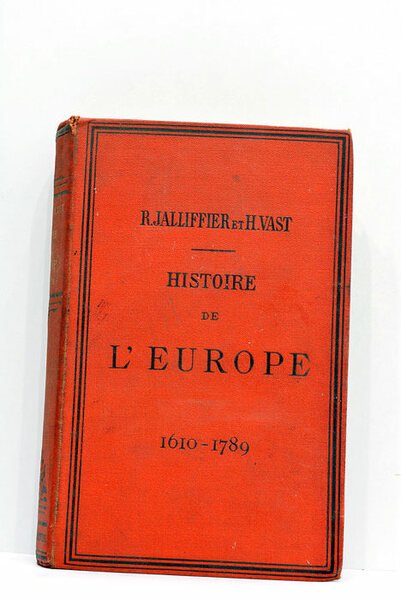 R. JALLIFFIER ET H. VAST
HISTOIRE
DE
L'EUROPE
1610-1789